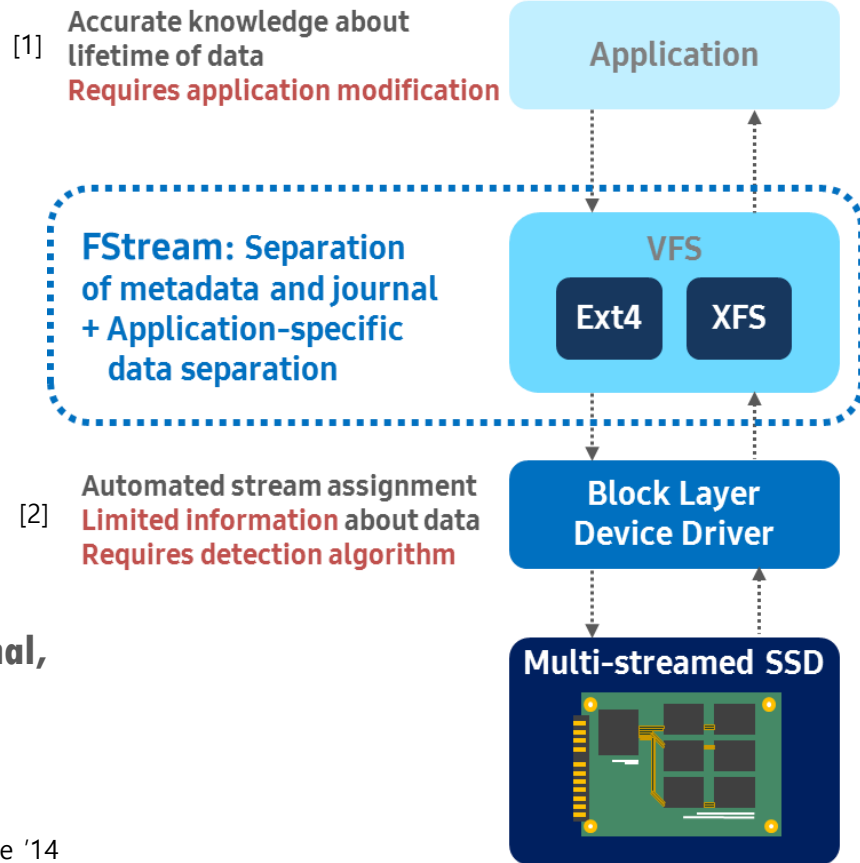 [1]
Accurate knowledge about
lifetime of data
Requires application modification
Application
FStream: Separation
of metadata and journal
+ Application-specific
data separation
VFS
Ext4 XFS
[2]
Automated stream assignment
Limited information about data
Requires detection algorithm
Block Layer
Device Driver
Multi-streamed SSD
'14